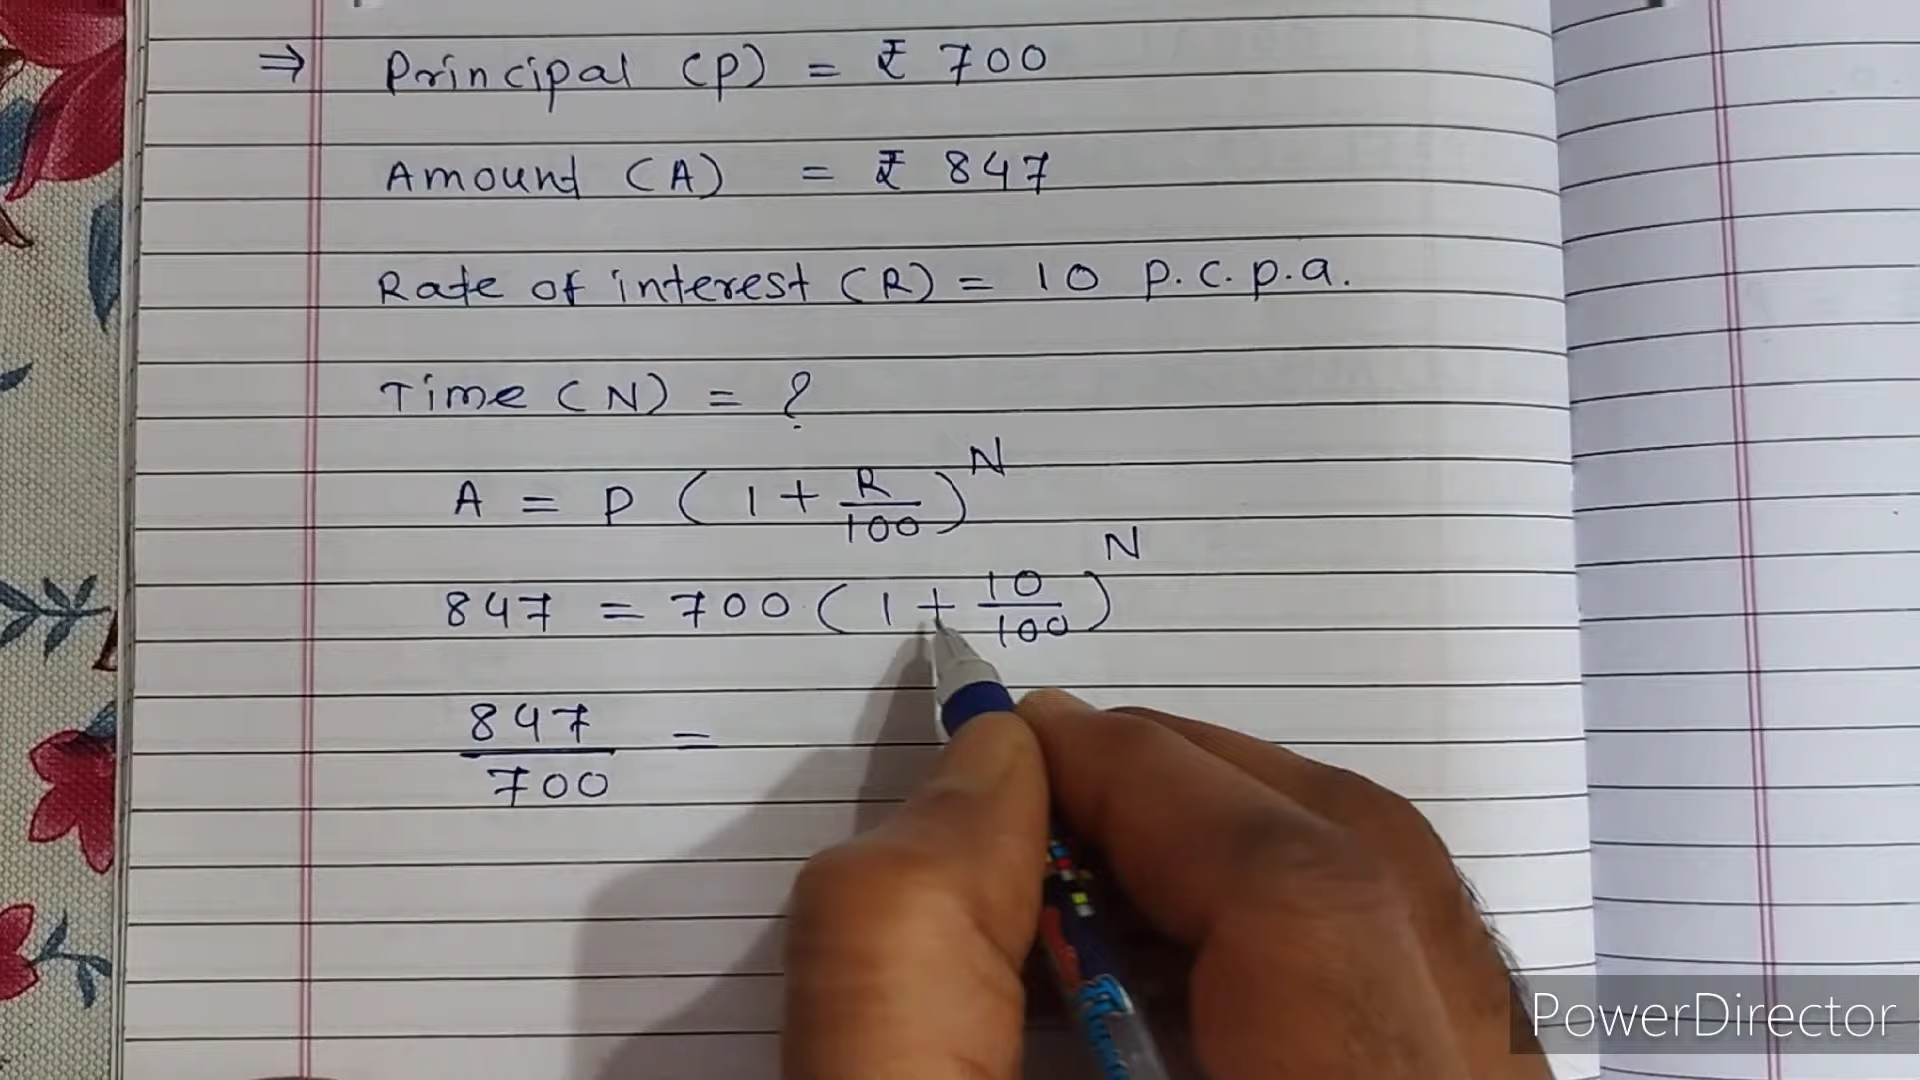 ⇒ Principal (P) = ₹ 700
Amount (A) = ₹ 847
Rate of interest (R) = 10 p.c.p.a.
Time (N) = ?
A = P (1 + R/100)^N
847 = 700 (1 + 10/100)^N
847/700 =
PowerDirector